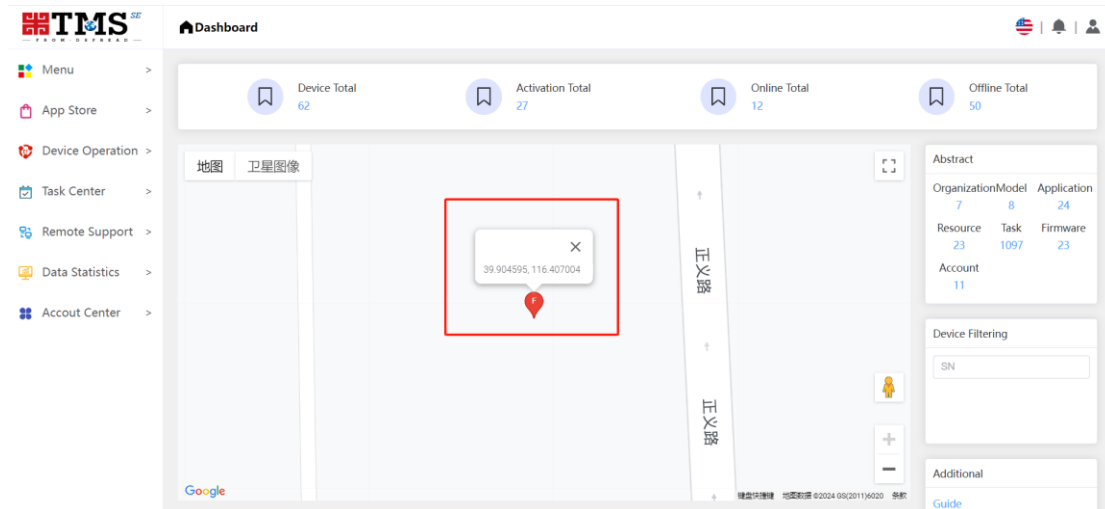 TMS SE
Dashboard
Menu >
App Store >
Device Operation >
Task Center >
Remote Support >
Data Statistics >
Accout Center >
Device Total
62
Activation Total
27
Online Total
12
Offline Total
50
地图 卫星图像
39.904595, 116.407004
F
正义路
正义路
Google
键盘快捷键 地图数据 ©2024 GS(2011)6020 条款
Abstract
Organization Model Application
7 8 24
Resource Task Firmware
23 1097 23
Account
11
Device Filtering
SN
Additional
Guide